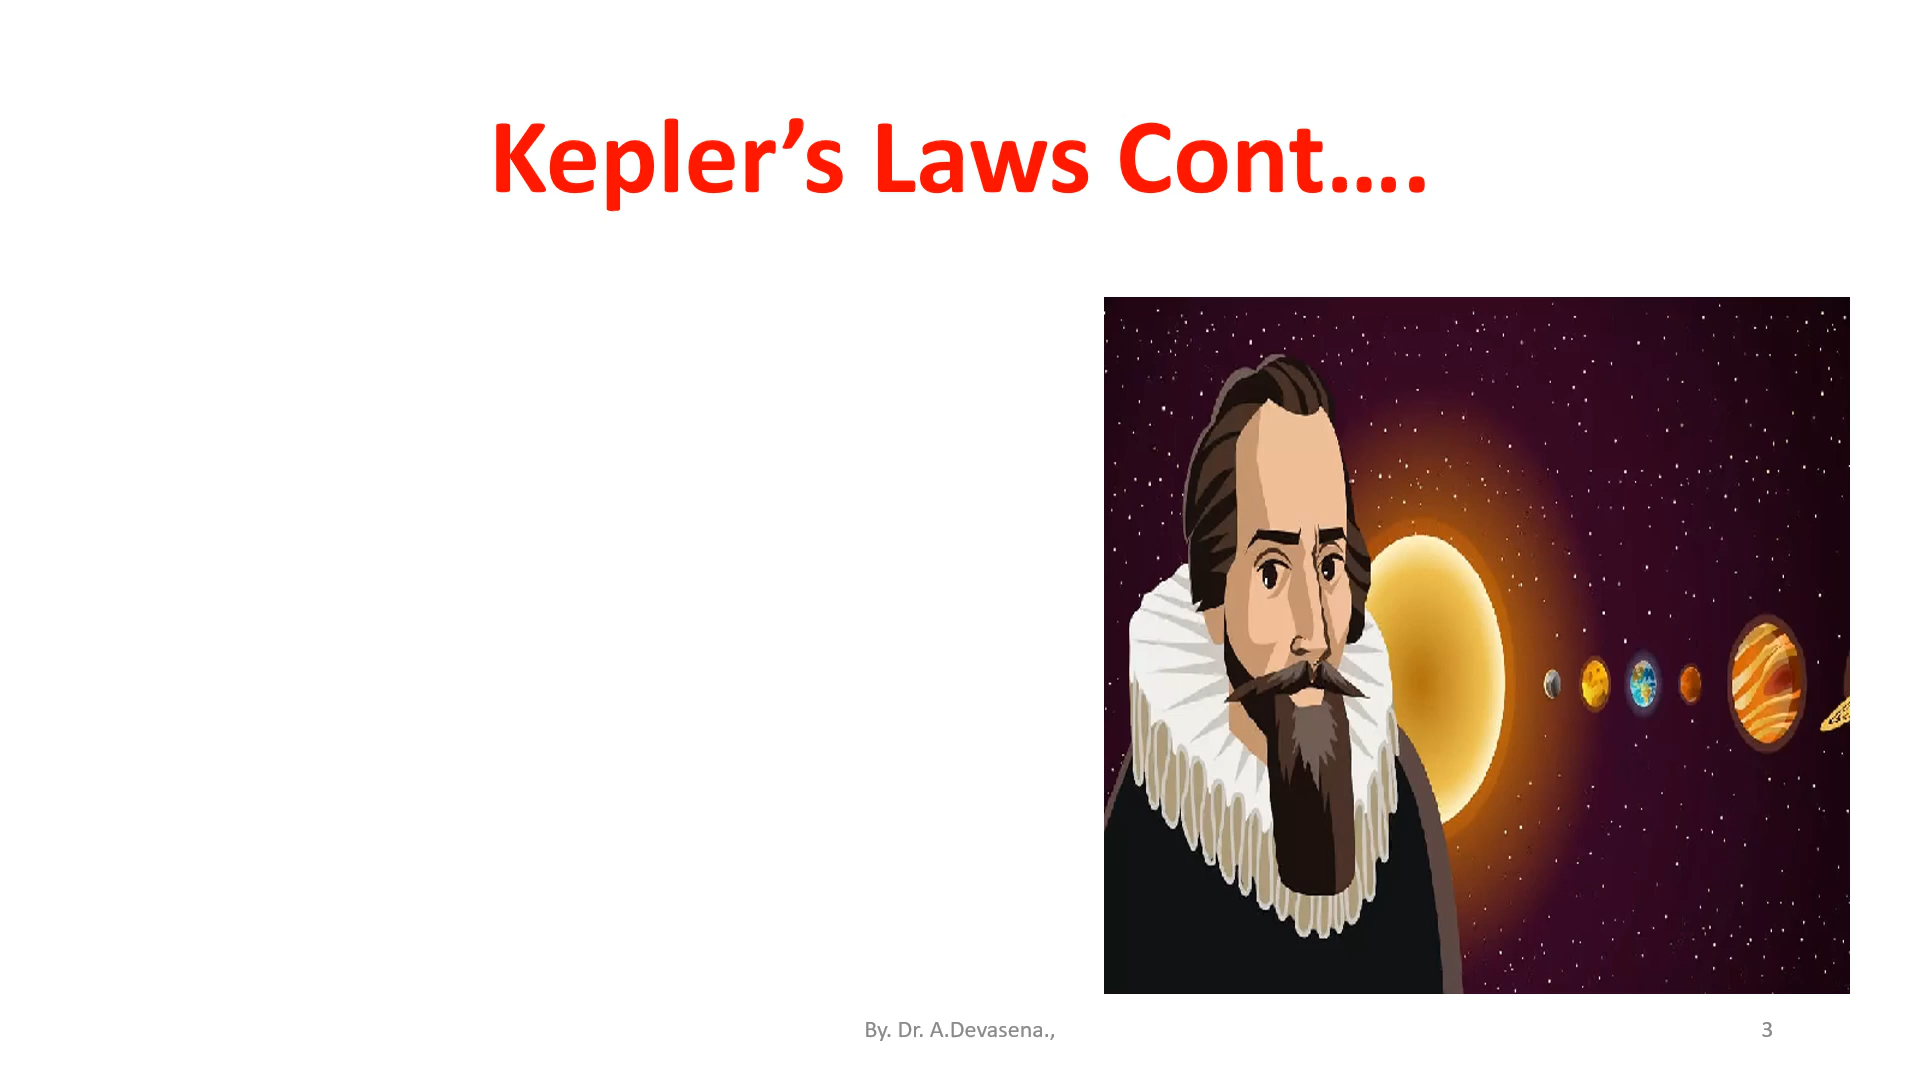 Kepler’s Laws Cont....
By. Dr. A.Devasena.,
3